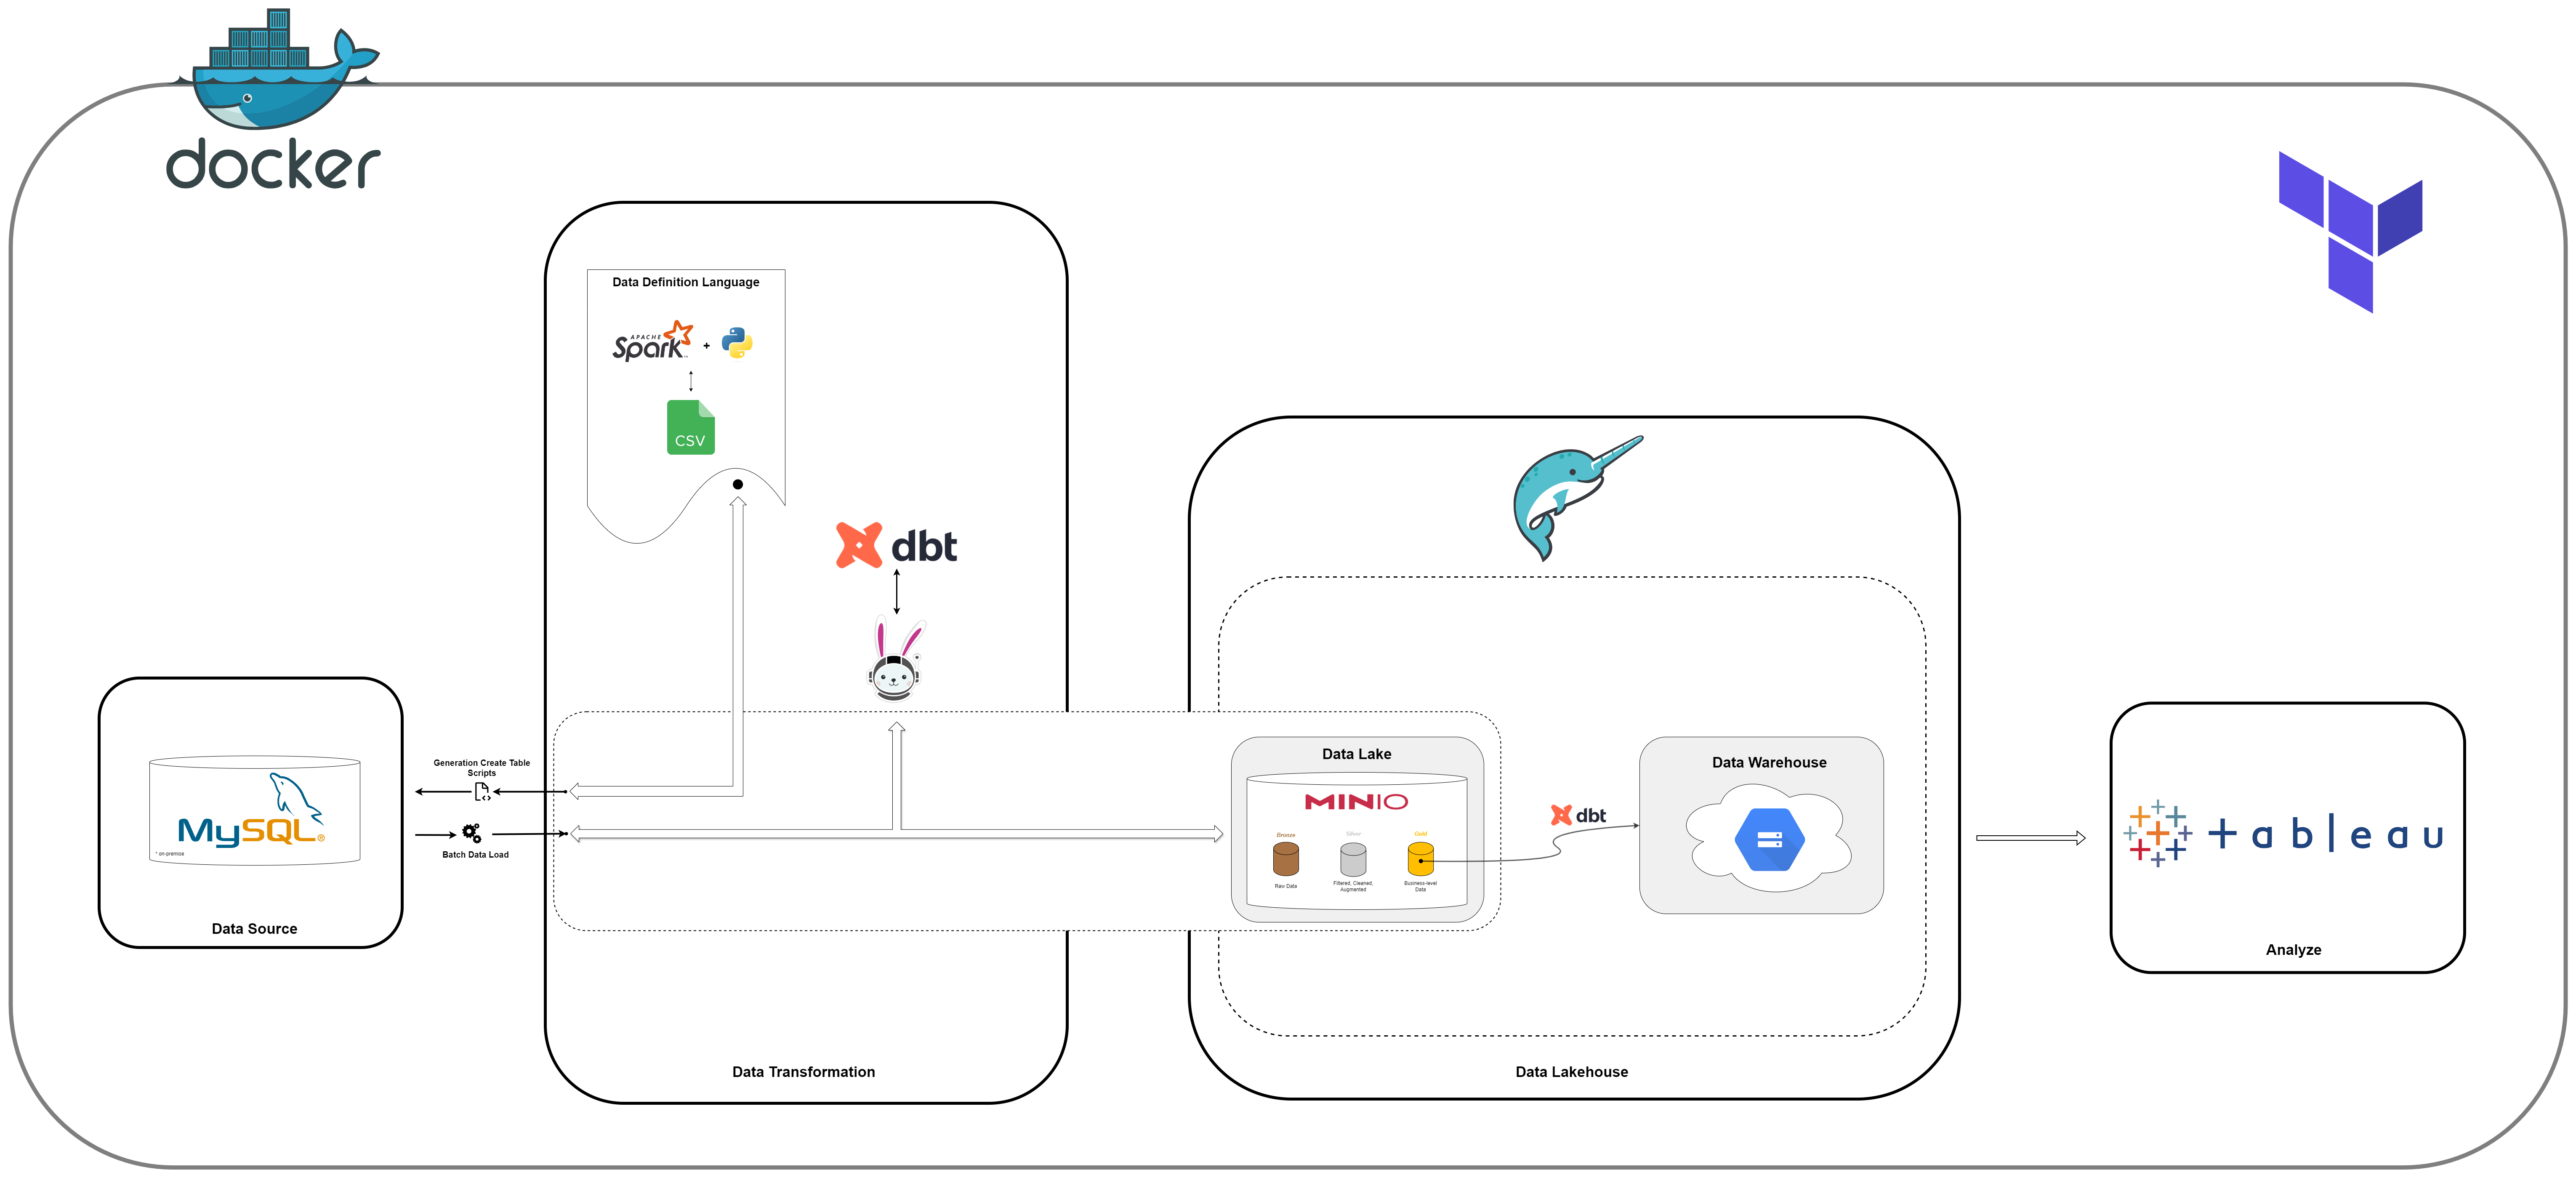 docker
Data Definition Language
APACHE
Spark
TM
+
CSV
dbt
MySQL®
* on-premise
Data Source
Generation Create Table
Scripts
Batch Data Load
Data Transformation
Data Lake
MINIO
Bronze
Silver
Gold
Raw Data
Filtered, Cleaned,
Augmented
Business-level
Data
dbt
Data Warehouse
Data Lakehouse
+ableau
Analyze